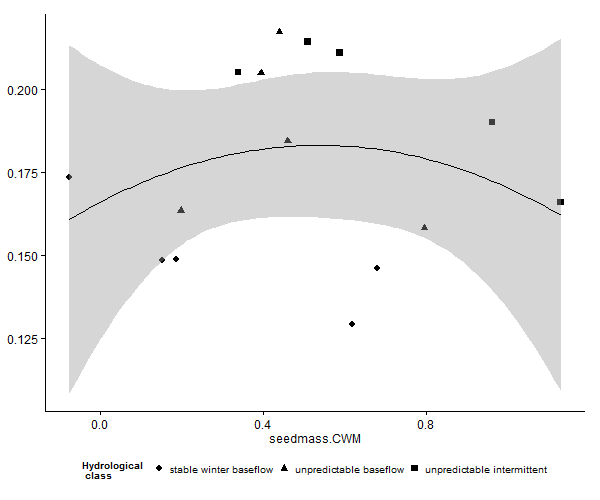 0.200
0.175
0.150
0.125
0.0 0.4 0.8
seedmass.CWM
Hydrological
class
stable winter baseflow unpredictable baseflow unpredictable intermittent